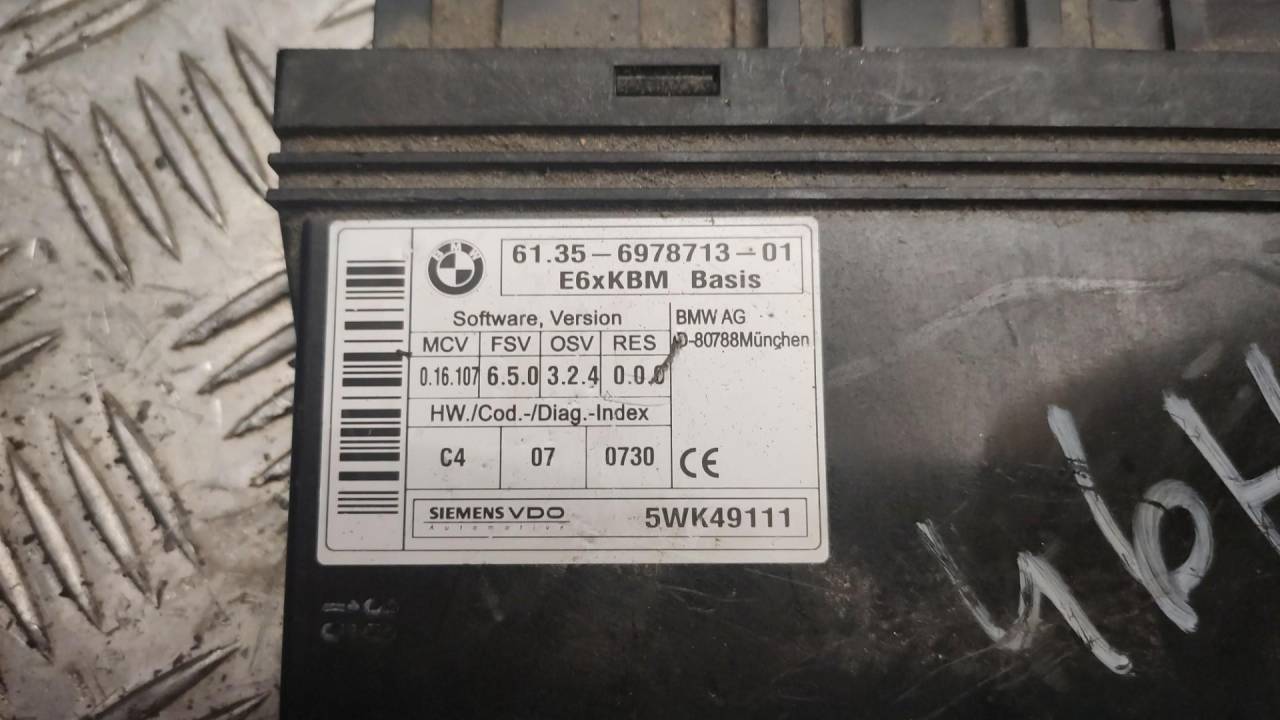 BMW
61.35-6978713-01
E6xKBM Basis
Software, Version
MCV FSV OSV RES
0.16.107 6.5.0 3.2.4 0.0.0
HW./Cod.-/Diag.-Index
C4 07 0730
BMW AG
D-80788München
CE
SIEMENS VDO
Automotive
5WK49111